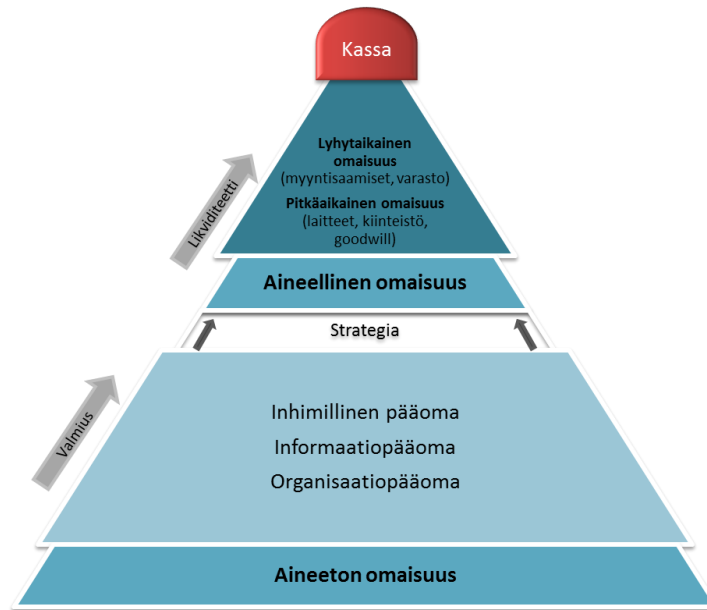 Kassa
Lyhytaikainen
omaisuus
(myyntisaamiset, varasto)
Pitkäaikainen omaisuus
(laitteet, kiinteistö,
goodwill)
Likviditeetti
Aineellinen omaisuus
Strategia
Valmius
Inhimillinen pääoma
Informaatiopääoma
Organisaatiopääoma
Aineeton omaisuus